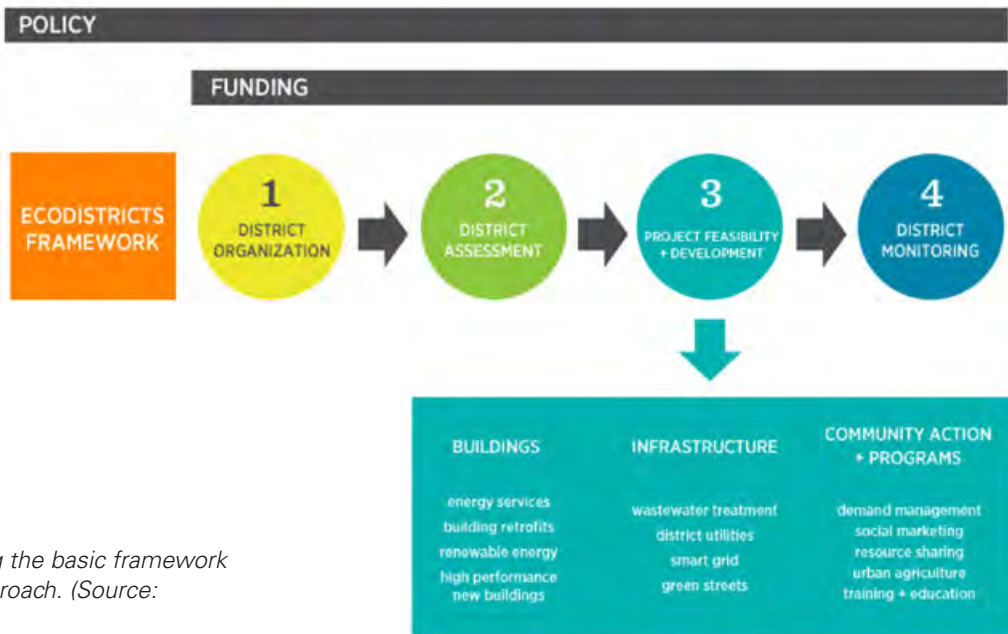 POLICY
FUNDING
ECODISTRICTS
FRAMEWORK
1
DISTRICT
ORGANIZATION
2
DISTRICT
ASSESSMENT
3
PROJECT FEASIBILITY
+ DEVELOPMENT
4
DISTRICT
MONITORING
BUILDINGS
energy services
building retrofits
renewable energy
high performance
new buildings
INFRASTRUCTURE
wastewater treatment
district utilities
smart grid
green streets
COMMUNITY ACTION
+ PROGRAMS
demand management
social marketing
resource sharing
urban agriculture
training + education
the basic framework
roach. (Source: